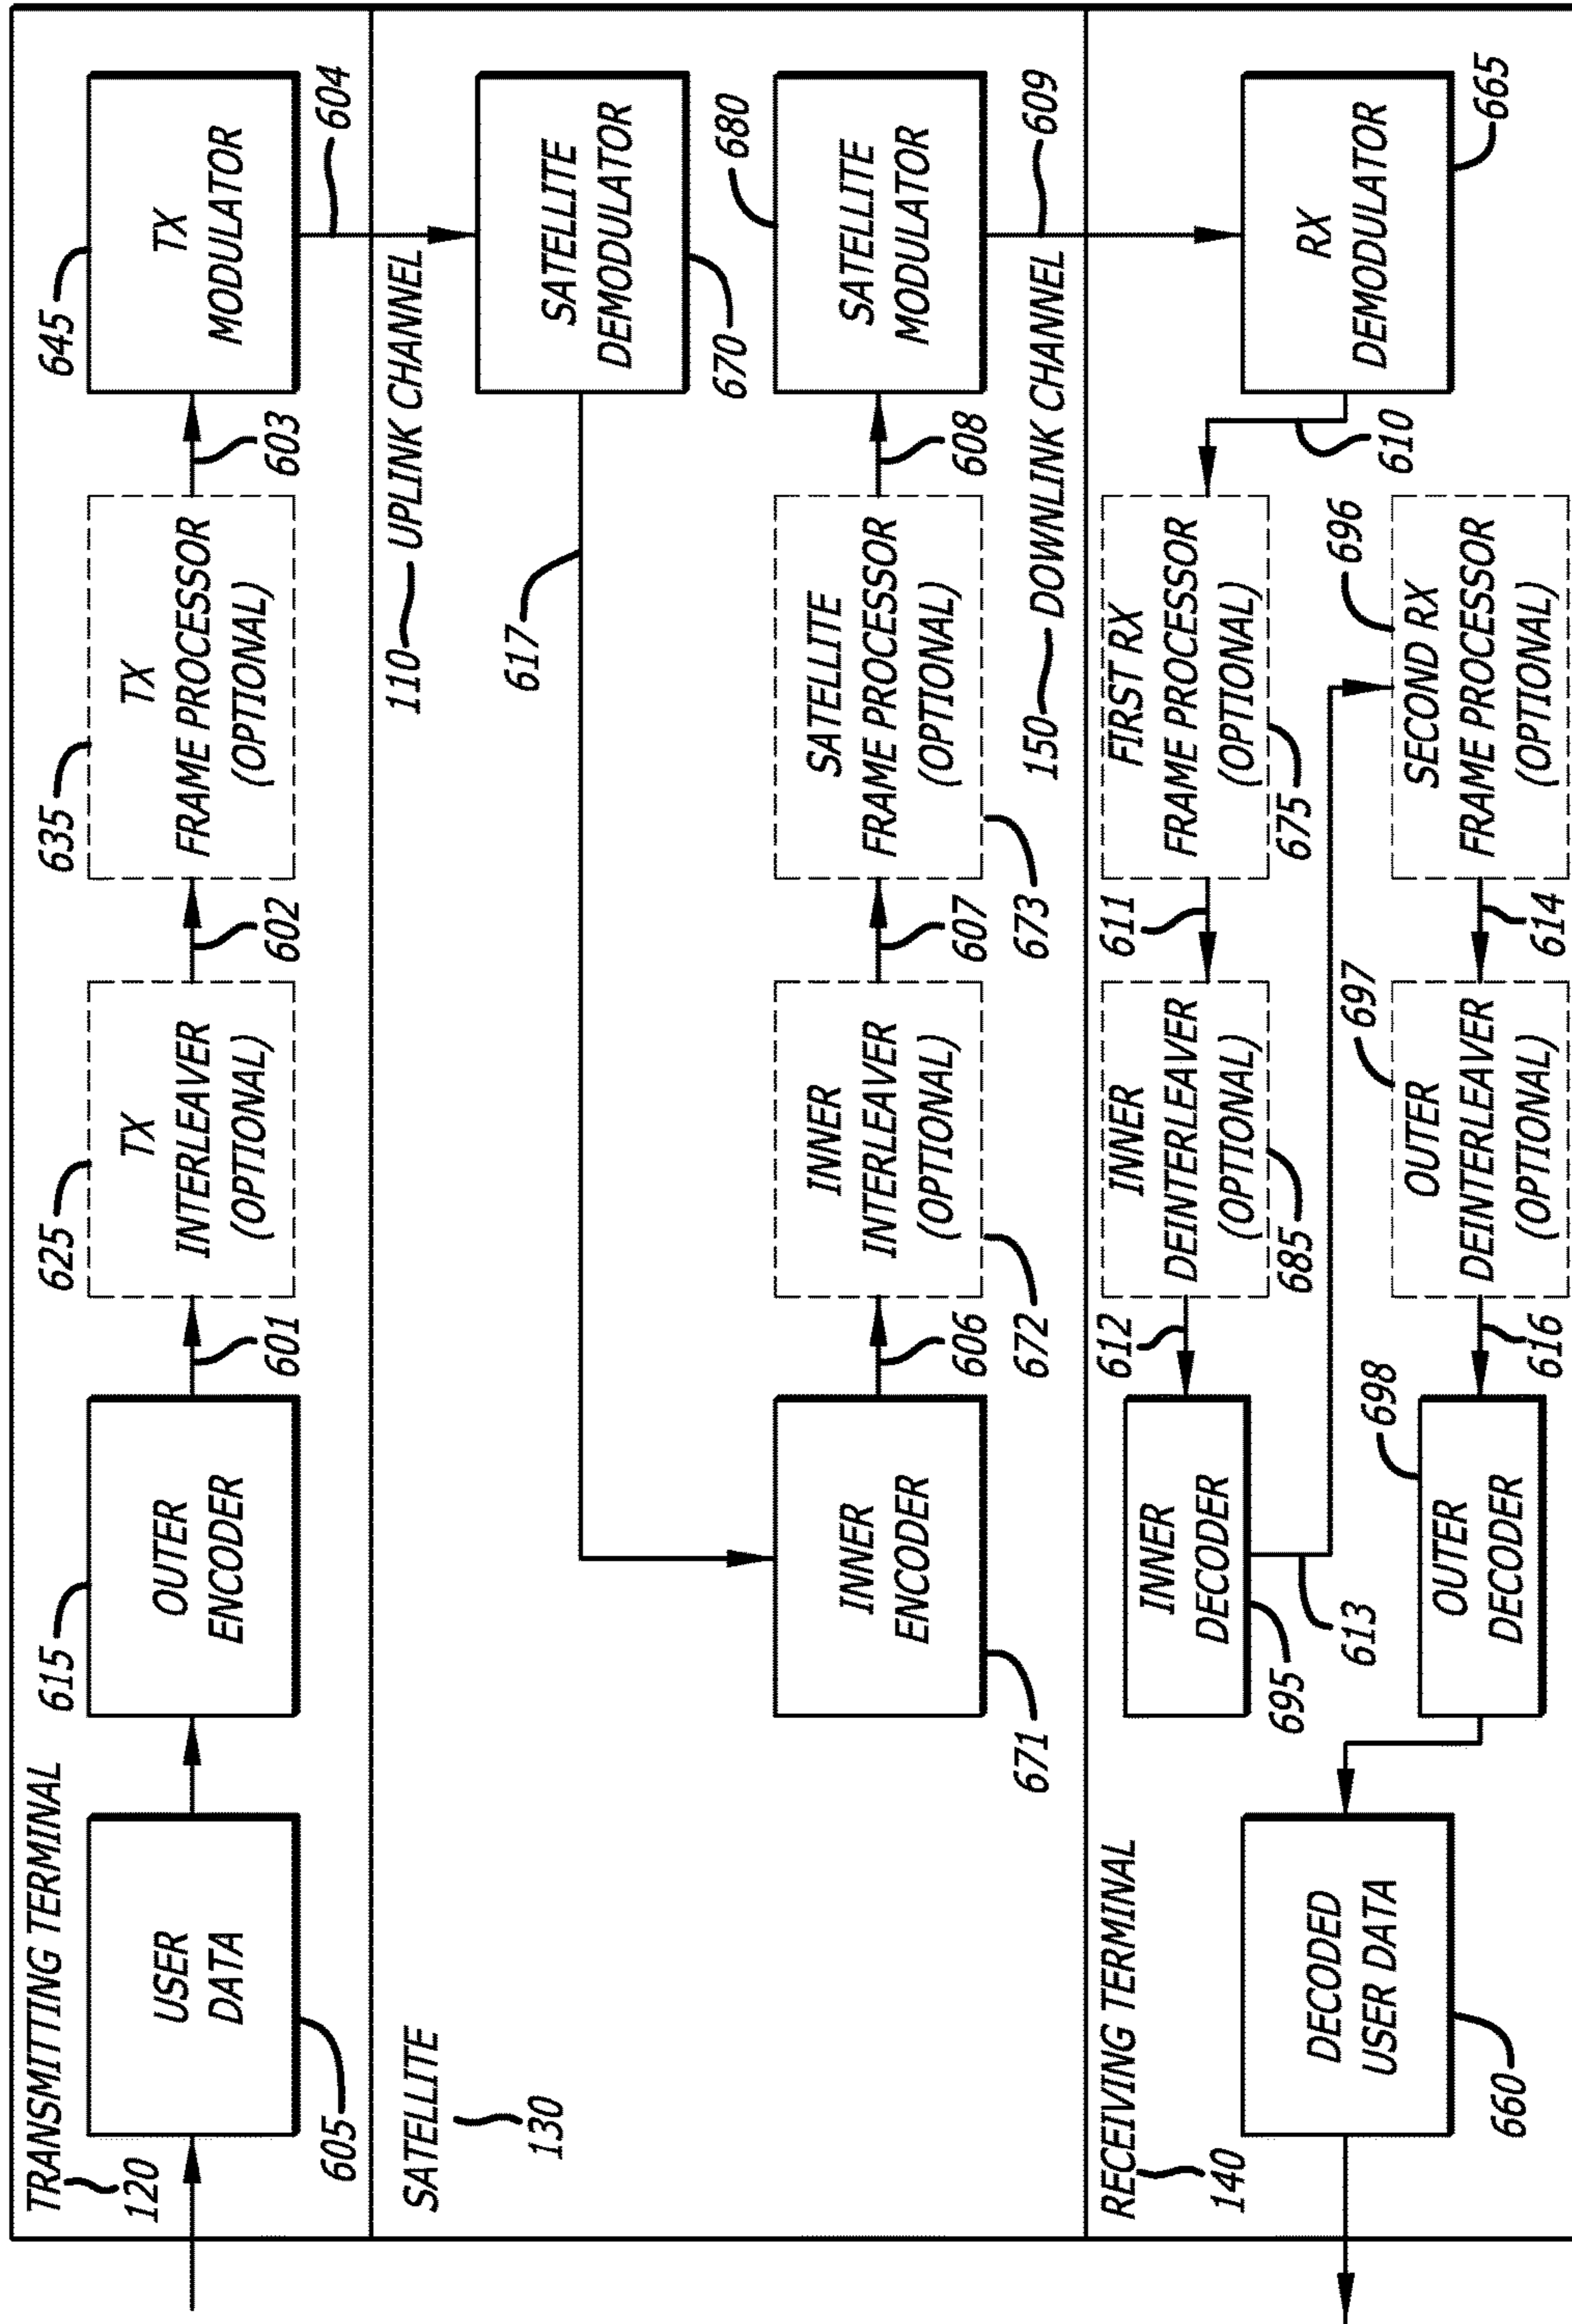 TRANSMITTING TERMINAL
120
USER
DATA
605
615
OUTER
ENCODER
601
625
TX
INTERLEAVER
(OPTIONAL)
602
635
TX
FRAME PROCESSOR
(OPTIONAL)
603
645
TX
MODULATOR
604
SATELLITE
130
110
UPLINK CHANNEL
617
SATELLITE
DEMODULATOR
670
INNER
ENCODER
671
606
INNER
INTERLEAVER
(OPTIONAL)
672
607
SATELLITE
FRAME PROCESSOR
(OPTIONAL)
673
608
680
SATELLITE
MODULATOR
609
150
DOWNLINK CHANNEL
RECEIVING TERMINAL
140
RX
DEMODULATOR
665
610
FIRST RX
FRAME PROCESSOR
(OPTIONAL)
675
611
INNER
DEINTERLEAVER
(OPTIONAL)
685
612
INNER
DECODER
695
613
696
SECOND RX
FRAME PROCESSOR
(OPTIONAL)
614
697
OUTER
DEINTERLEAVER
(OPTIONAL)
616
698
OUTER
DECODER
DECODED
USER DATA
660